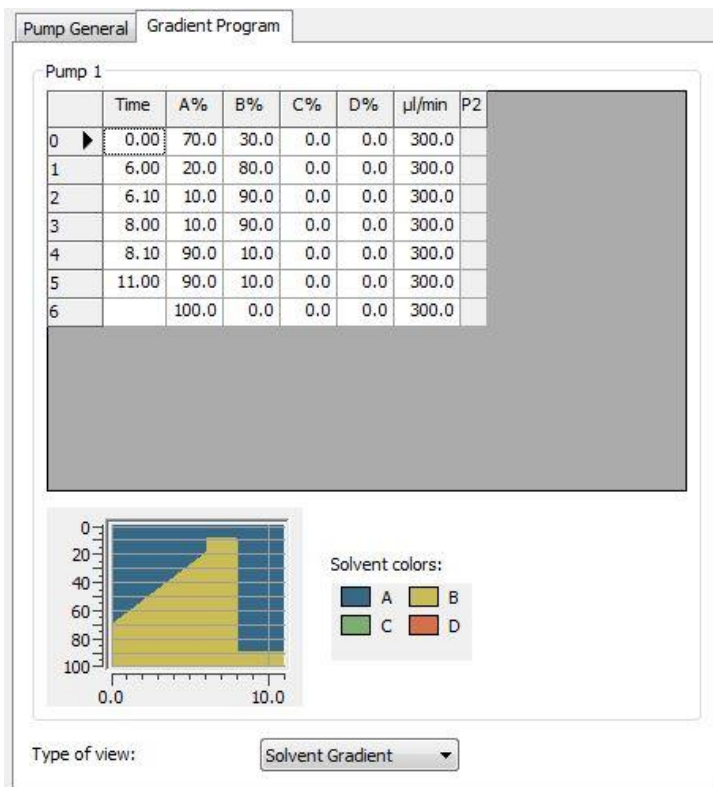 Pump General Gradient Program
Pump 1
Time A% B% C% D% µl/min P2
0 0.00 70.0 30.0 0.0 0.0 300.0
1 6.00 20.0 80.0 0.0 0.0 300.0
2 6.10 10.0 90.0 0.0 0.0 300.0
3 8.00 10.0 90.0 0.0 0.0 300.0
4 8.10 90.0 10.0 0.0 0.0 300.0
5 11.00 90.0 10.0 0.0 0.0 300.0
6 100.0 0.0 0.0 0.0 300.0
0
20
40
60
80
100
0.0 10.0
Solvent colors:
A B
C D
Type of view: Solvent Gradient